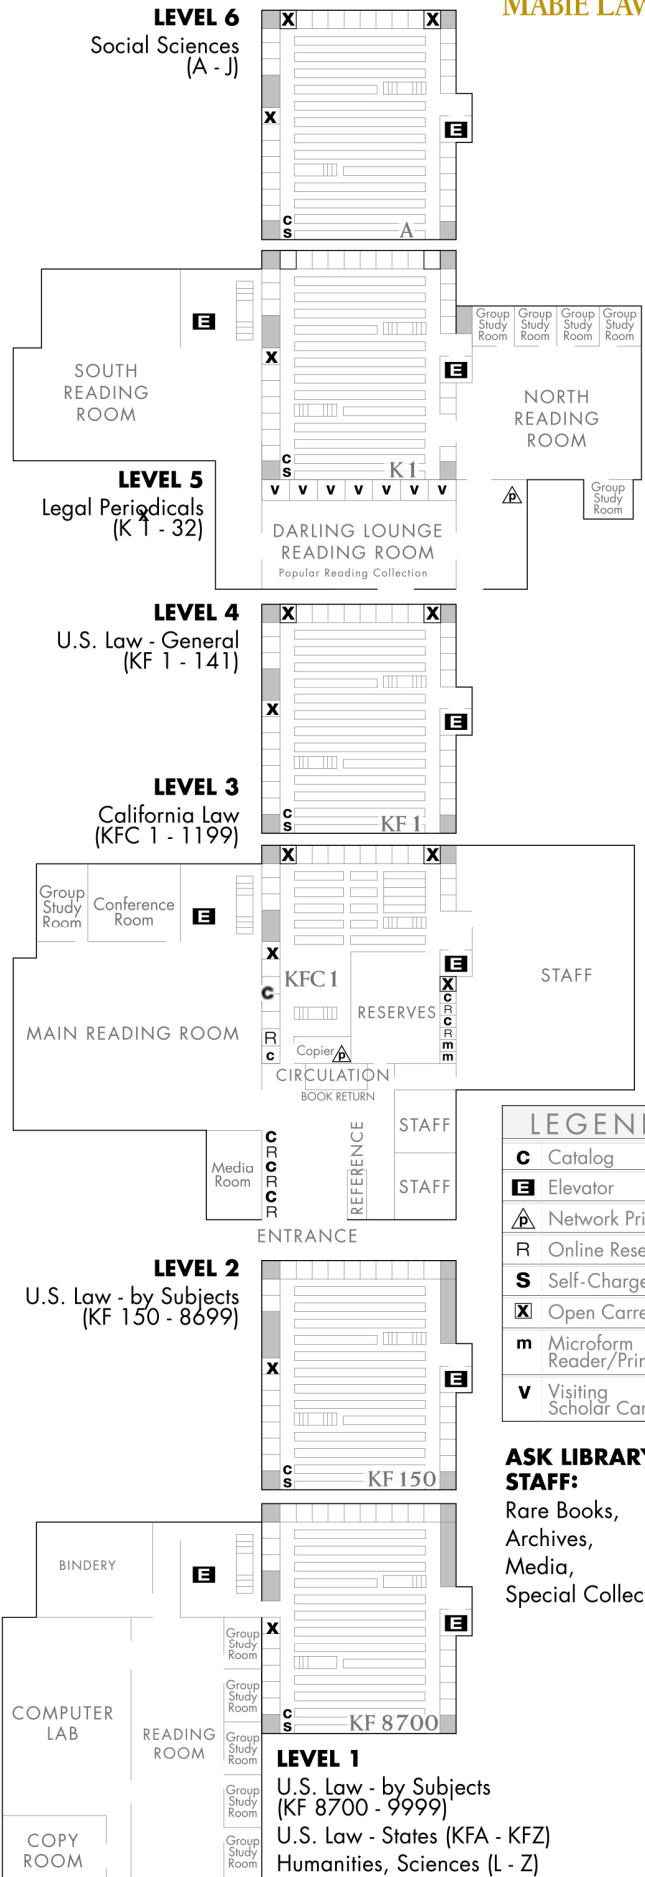 MABIE LAW
LEVEL 6
Social Sciences
(A - J)
X X
X
E
C
S
A
E
X
E
Group Study Room
Group Study Room
Group Study Room
Group Study Room
SOUTH
READING
ROOM
NORTH
READING
ROOM
C
S
K1
LEVEL 5
Legal Periodicals
(K 1 - 32)
X
V V V V V V V
p
Group
Study
Room
DARLING LOUNGE
READING ROOM
Popular Reading Collection
LEVEL 4
U.S. Law - General
(KF 1 - 141)
X X
X
E
C
S
KF 1
LEVEL 3
California Law
(KFC 1 - 1199)
X X
Group
Study
Room
Conference
Room
E
X
E
C
KFC1
X
C
R
C
R
m
m
STAFF
MAIN READING ROOM
RESERVES
R
C
Copier
p
CIRCULATION
BOOK RETURN
C
R
C
R
C
R
Media
Room
REFERENCE
STAFF
STAFF
ENTRANCE
LEGEN
C Catalog
E Elevator
p Network Pri
R Online Rese
S Self-Charge
X Open Carre
m Microform
Reader/Prin
V Visiting
Scholar Car
LEVEL 2
U.S. Law - by Subjects
(KF 150 - 8699)
X
E
C
S
KF 150
ASK LIBRARY
STAFF:
Rare Books,
Archives,
Media,
Special Collec
BINDERY
E
X
E
Group
Study
Room
Group
Study
Room
Group
Study
Room
Group
Study
Room
Group
Study
Room
COMPUTER
LAB
READING
ROOM
C
S
KF 8700
COPY
ROOM
LEVEL 1
U.S. Law - by Subjects
(KF 8700 - 9999)
U.S. Law - States (KFA - KFZ)
Humanities, Sciences (L - Z)